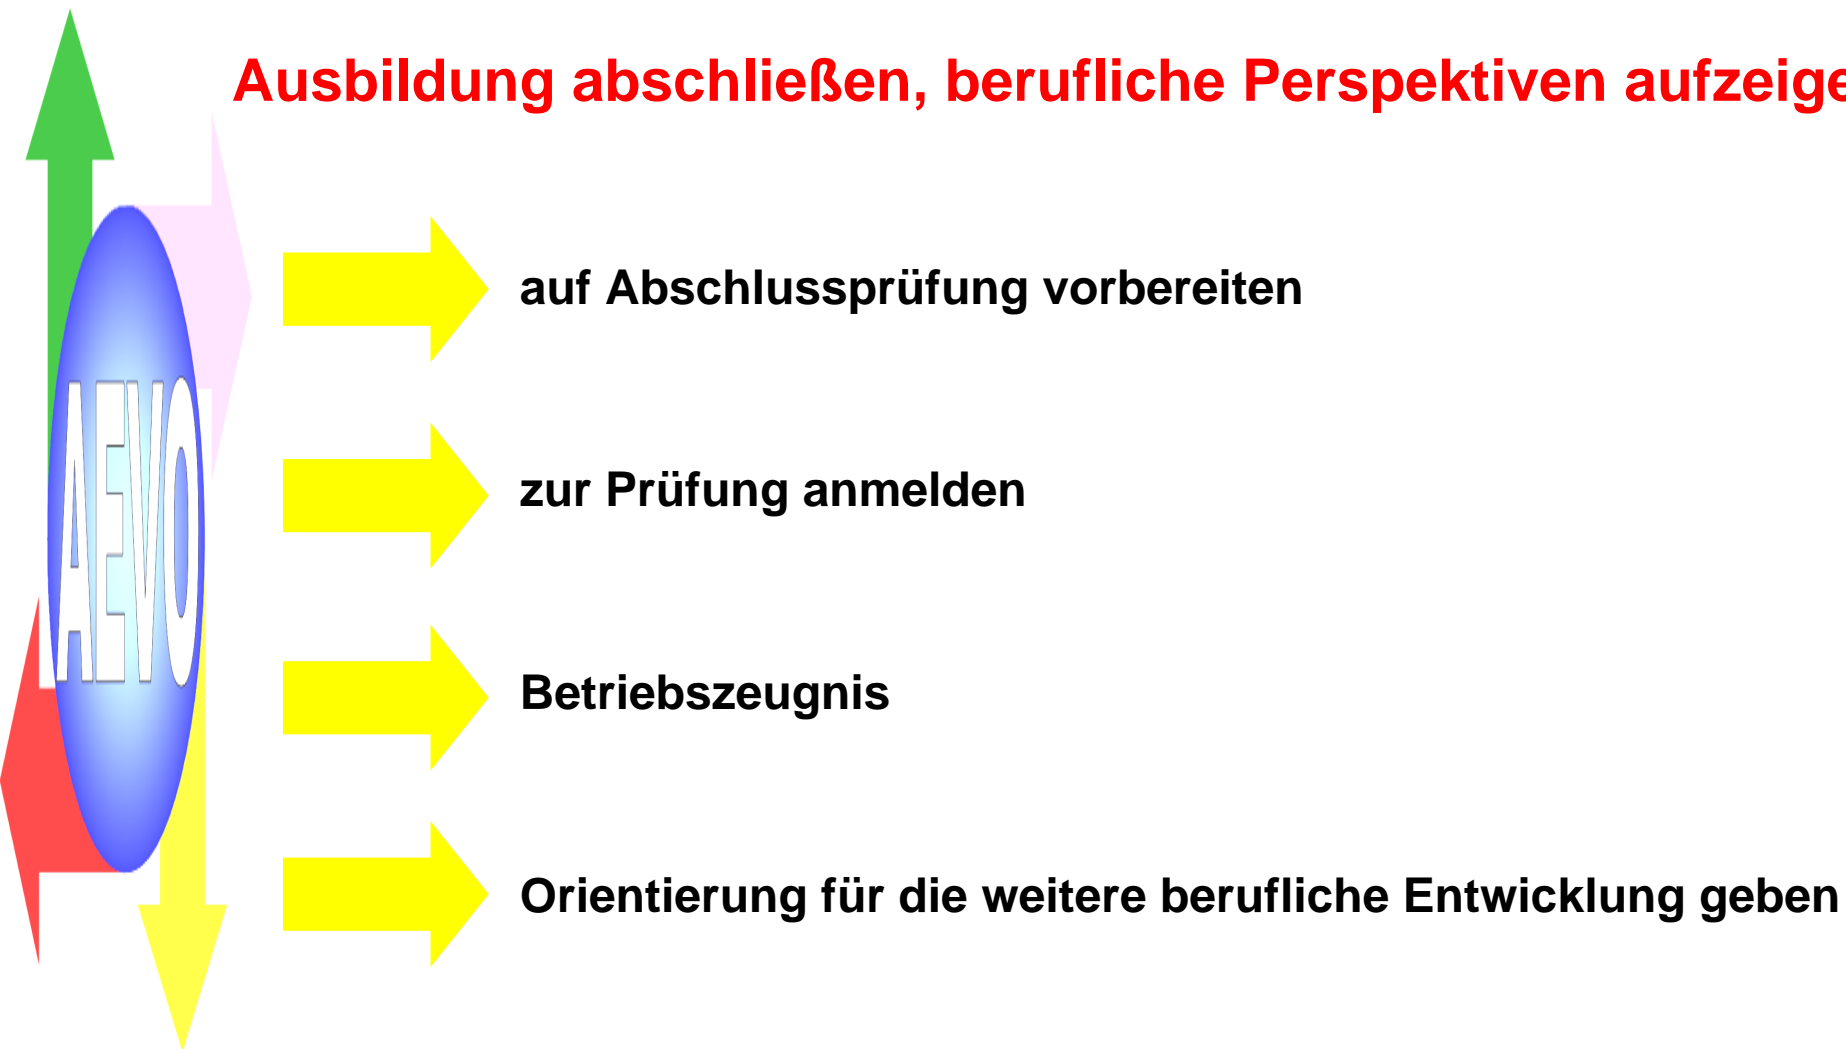 Ausbildung abschließen, berufliche Perspektiven aufzeige
auf Abschlussprüfung vorbereiten
AEVO
zur Prüfung anmelden
Betriebszeugnis
Orientierung für die weitere berufliche Entwicklung geben